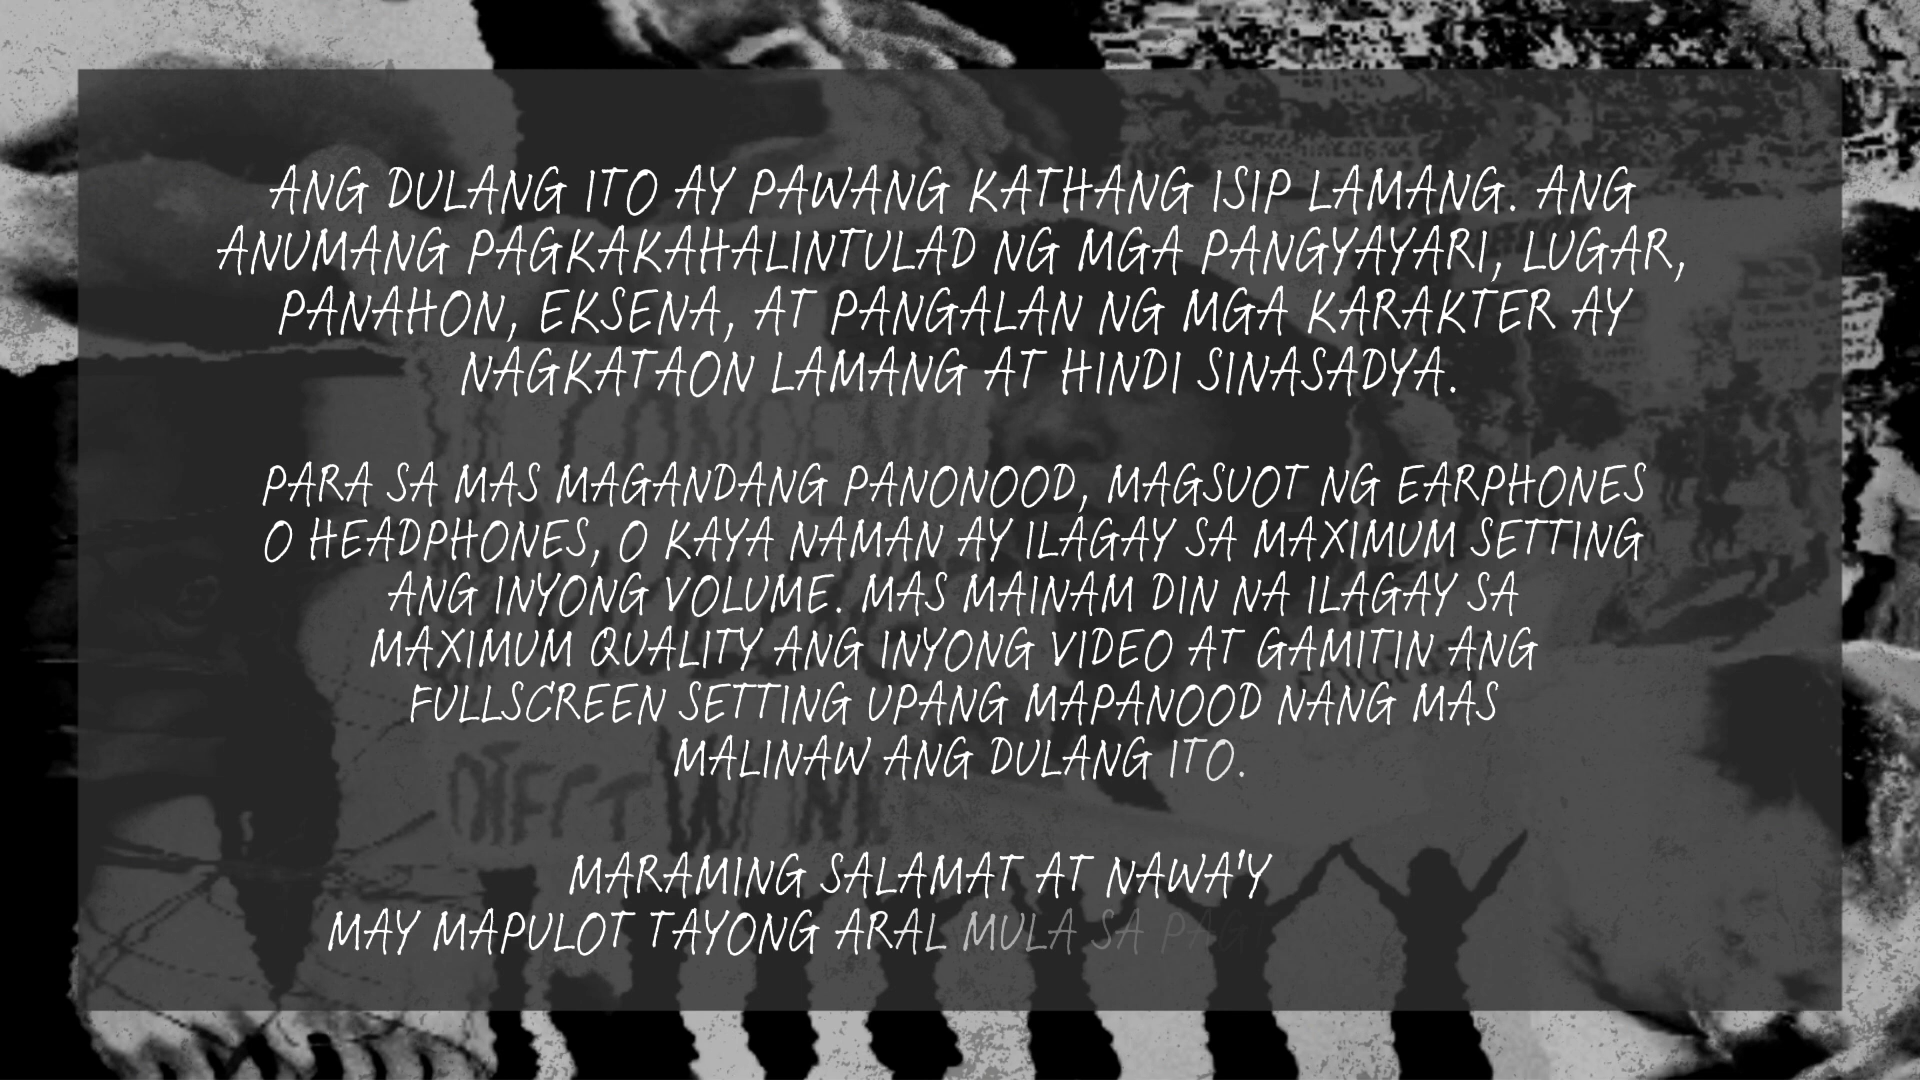 ANG DULANG ITO AY PAWANG KATHANG ISIP LAMANG. ANG
ANUMANG PAGKAKAHALINTULAD NG MGA PANGYAYARI, LUGAR,
PANAHON, EKSENA, AT PANGALAN NG MGA KARAKTER AY
NAGKATAON LAMANG AT HINDI SINASADYA.
PARA SA MAS MAGANDANG PANONOOD, MAGSUOT NG EARPHONES
O HEADPHONES, O KAYA NAMAN AY ILAGAY SA MAXIMUM SETTING
ANG INYONG VOLUME. MAS MAINAM DIN NA ILAGAY SA
MAXIMUM QUALITY ANG INYONG VIDEO AT GAMITIN ANG
FULLSCREEN SETTING UPANG MAPANOOD NANG MAS
MALINAW ANG DULANG ITO.
MARAMING SALAMAT AT NAWA'Y
MAY MAPULOT TAYONG ARAL MULA SA